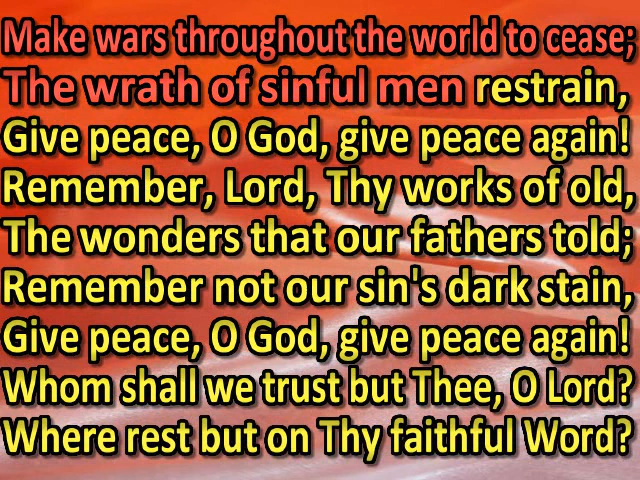 Make wars throughout the world to cease;
The wrath of sinful men restrain,
Give peace, O God, give peace again!
Remember, Lord, Thy works of old,
The wonders that our fathers told;
Remember not our sin's dark stain,
Give peace, O God, give peace again!
Whom shall we trust but Thee, O Lord?
Where rest but on Thy faithful Word?